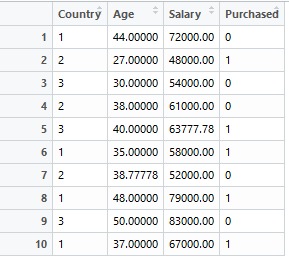 Country Age Salary Purchased
1 1 44.00000 72000.00 0
2 2 27.00000 48000.00 1
3 3 30.00000 54000.00 0
4 2 38.00000 61000.00 0
5 3 40.00000 63777.78 1
6 1 35.00000 58000.00 1
7 2 38.77778 52000.00 0
8 1 48.00000 79000.00 1
9 3 50.00000 83000.00 0
10 1 37.00000 67000.00 1